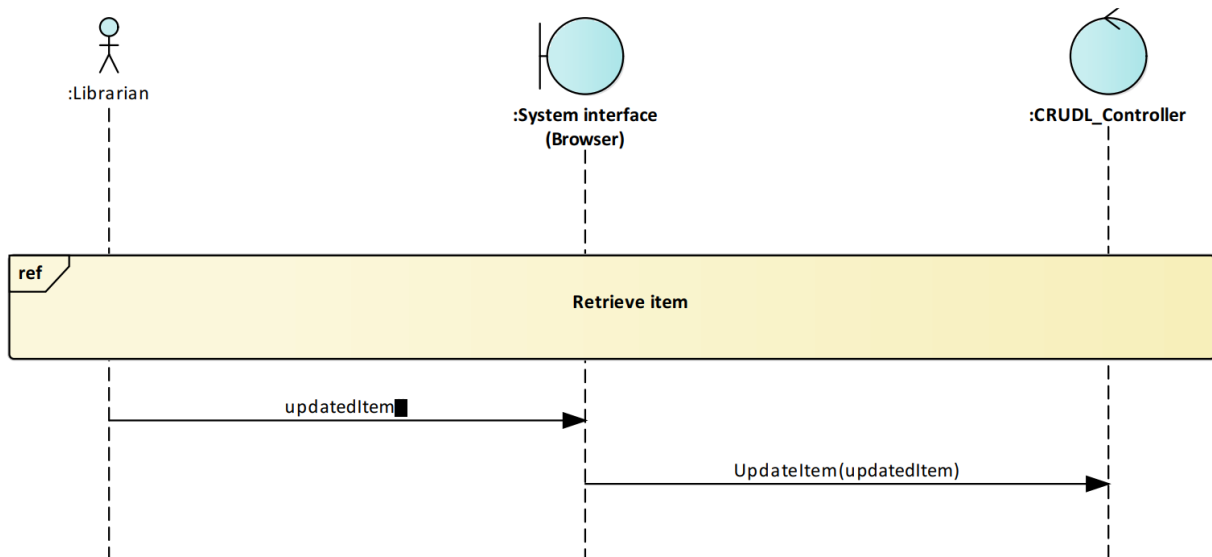 :Librarian
:System interface
(Browser)
:CRUDL_Controller
ref
Retrieve item
updatedItem
UpdateItem(updatedItem)